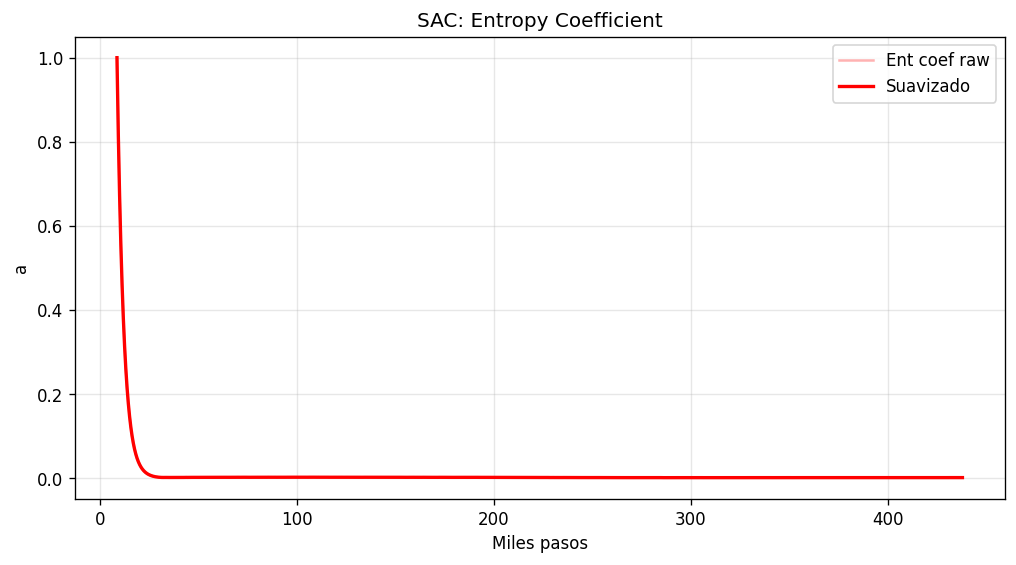 SAC: Entropy Coefficient
Ent coef raw
Suavizado
1.0
0.8
0.6
0.4
0.2
0.0
a
0 100 200 300 400
Miles pasos